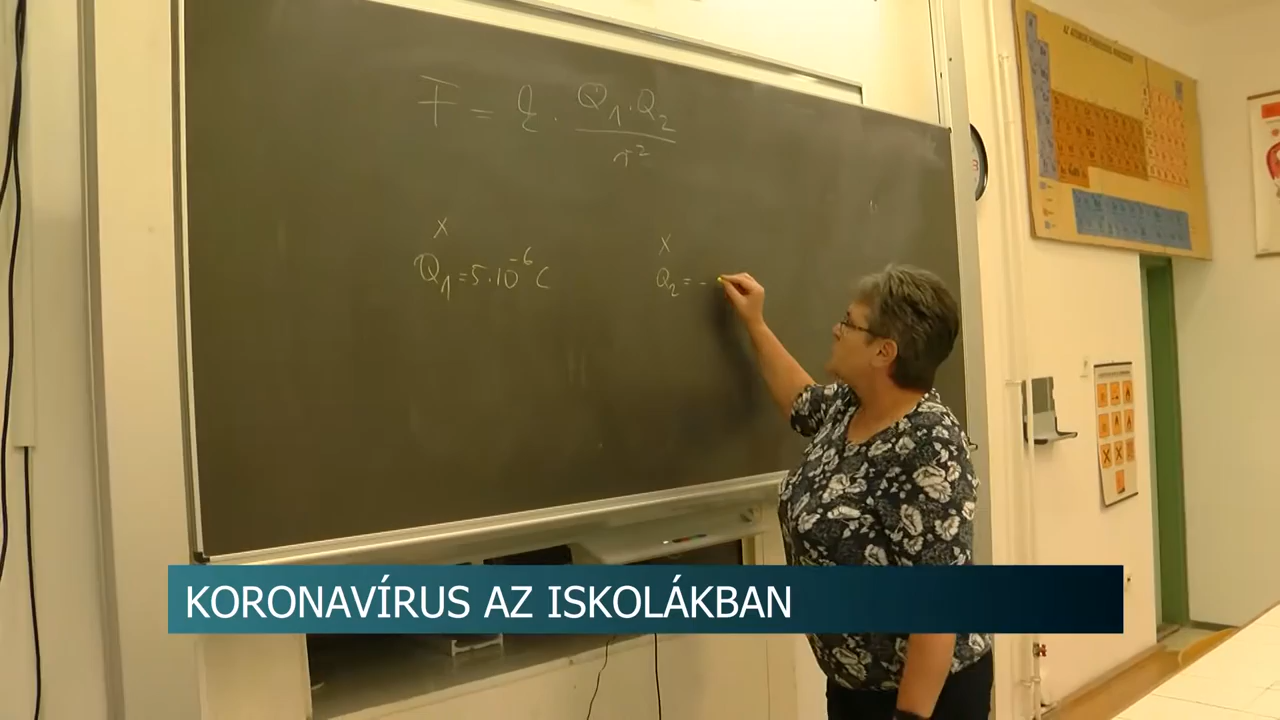 F = k · Q₁·Q₂ / r²
x x
Q₁=5·10⁻⁶ C Q₂= -
KORONAVÍRUS AZ ISKOLÁKBAN